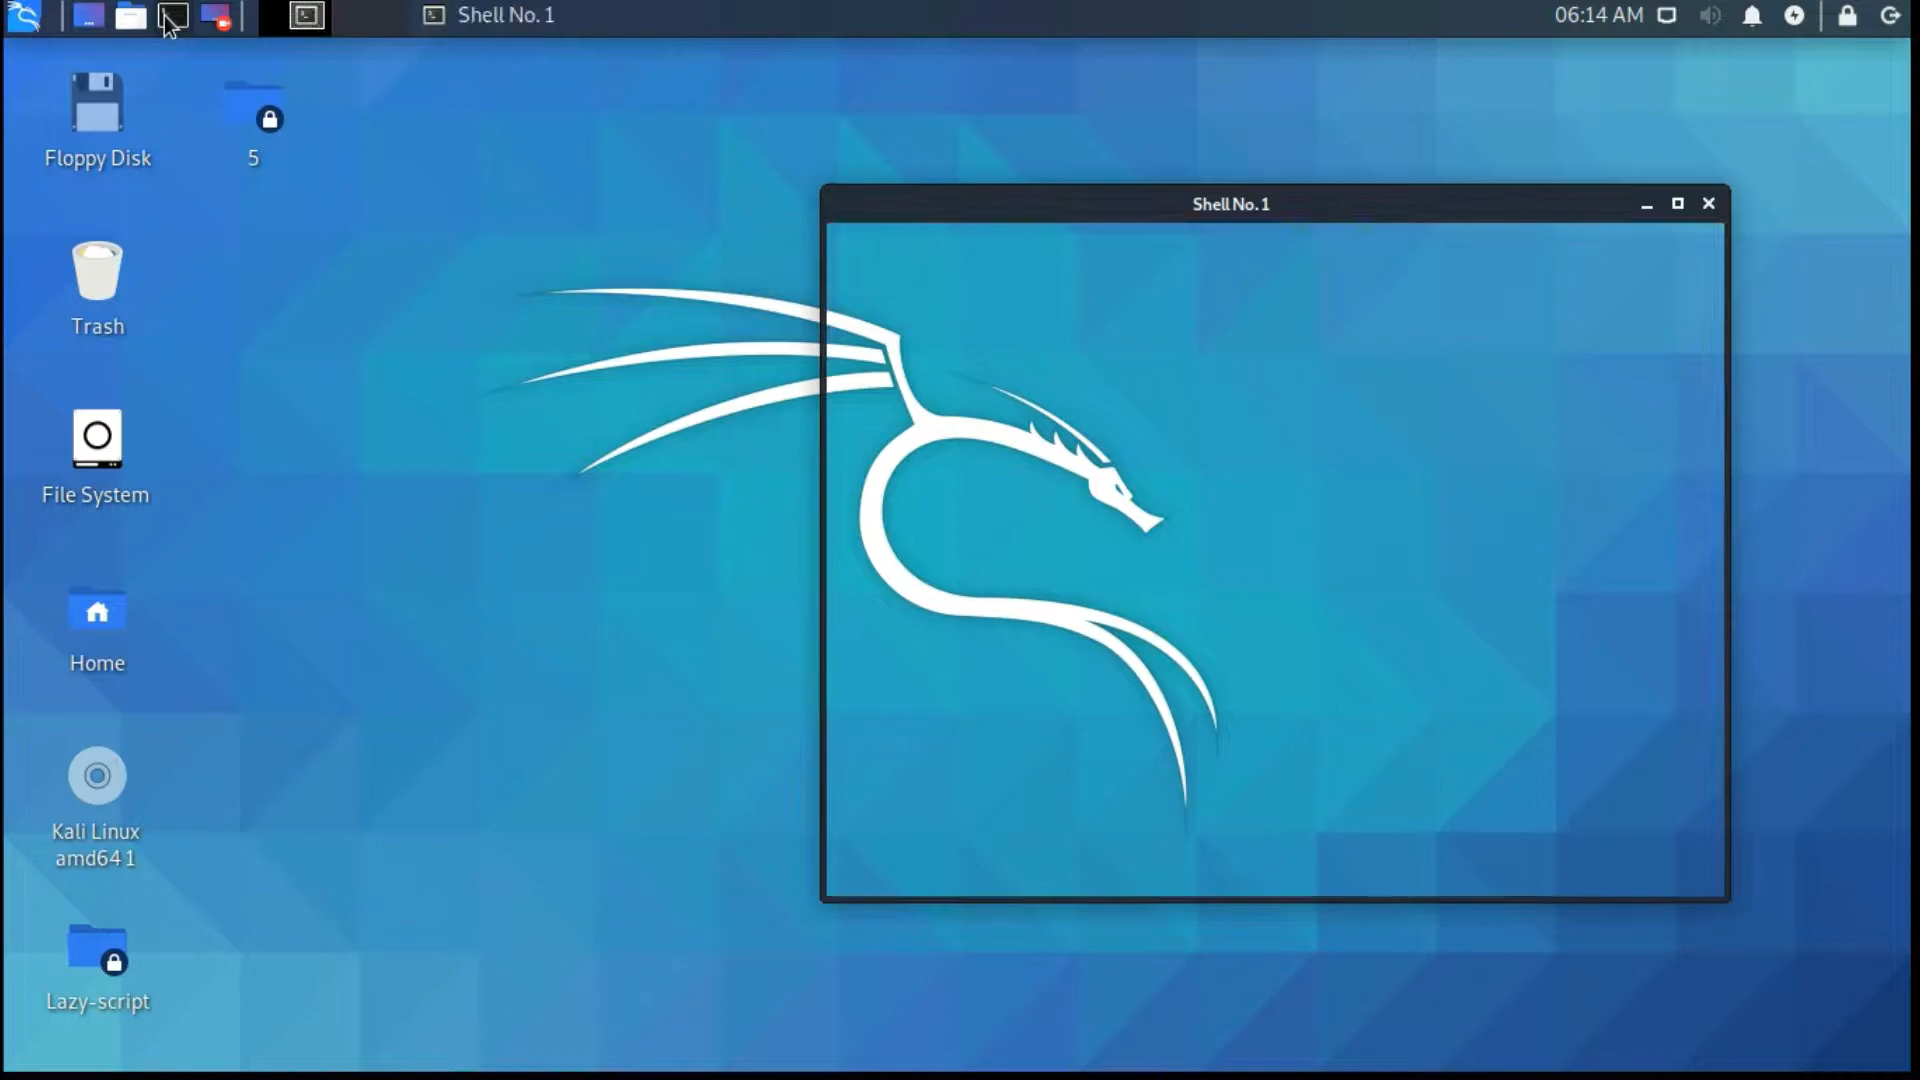 Shell No. 1
06:14 AM
Floppy Disk
5
Trash
File System
Home
Kali Linux
amd64 1
Lazy-script
Shell No. 1